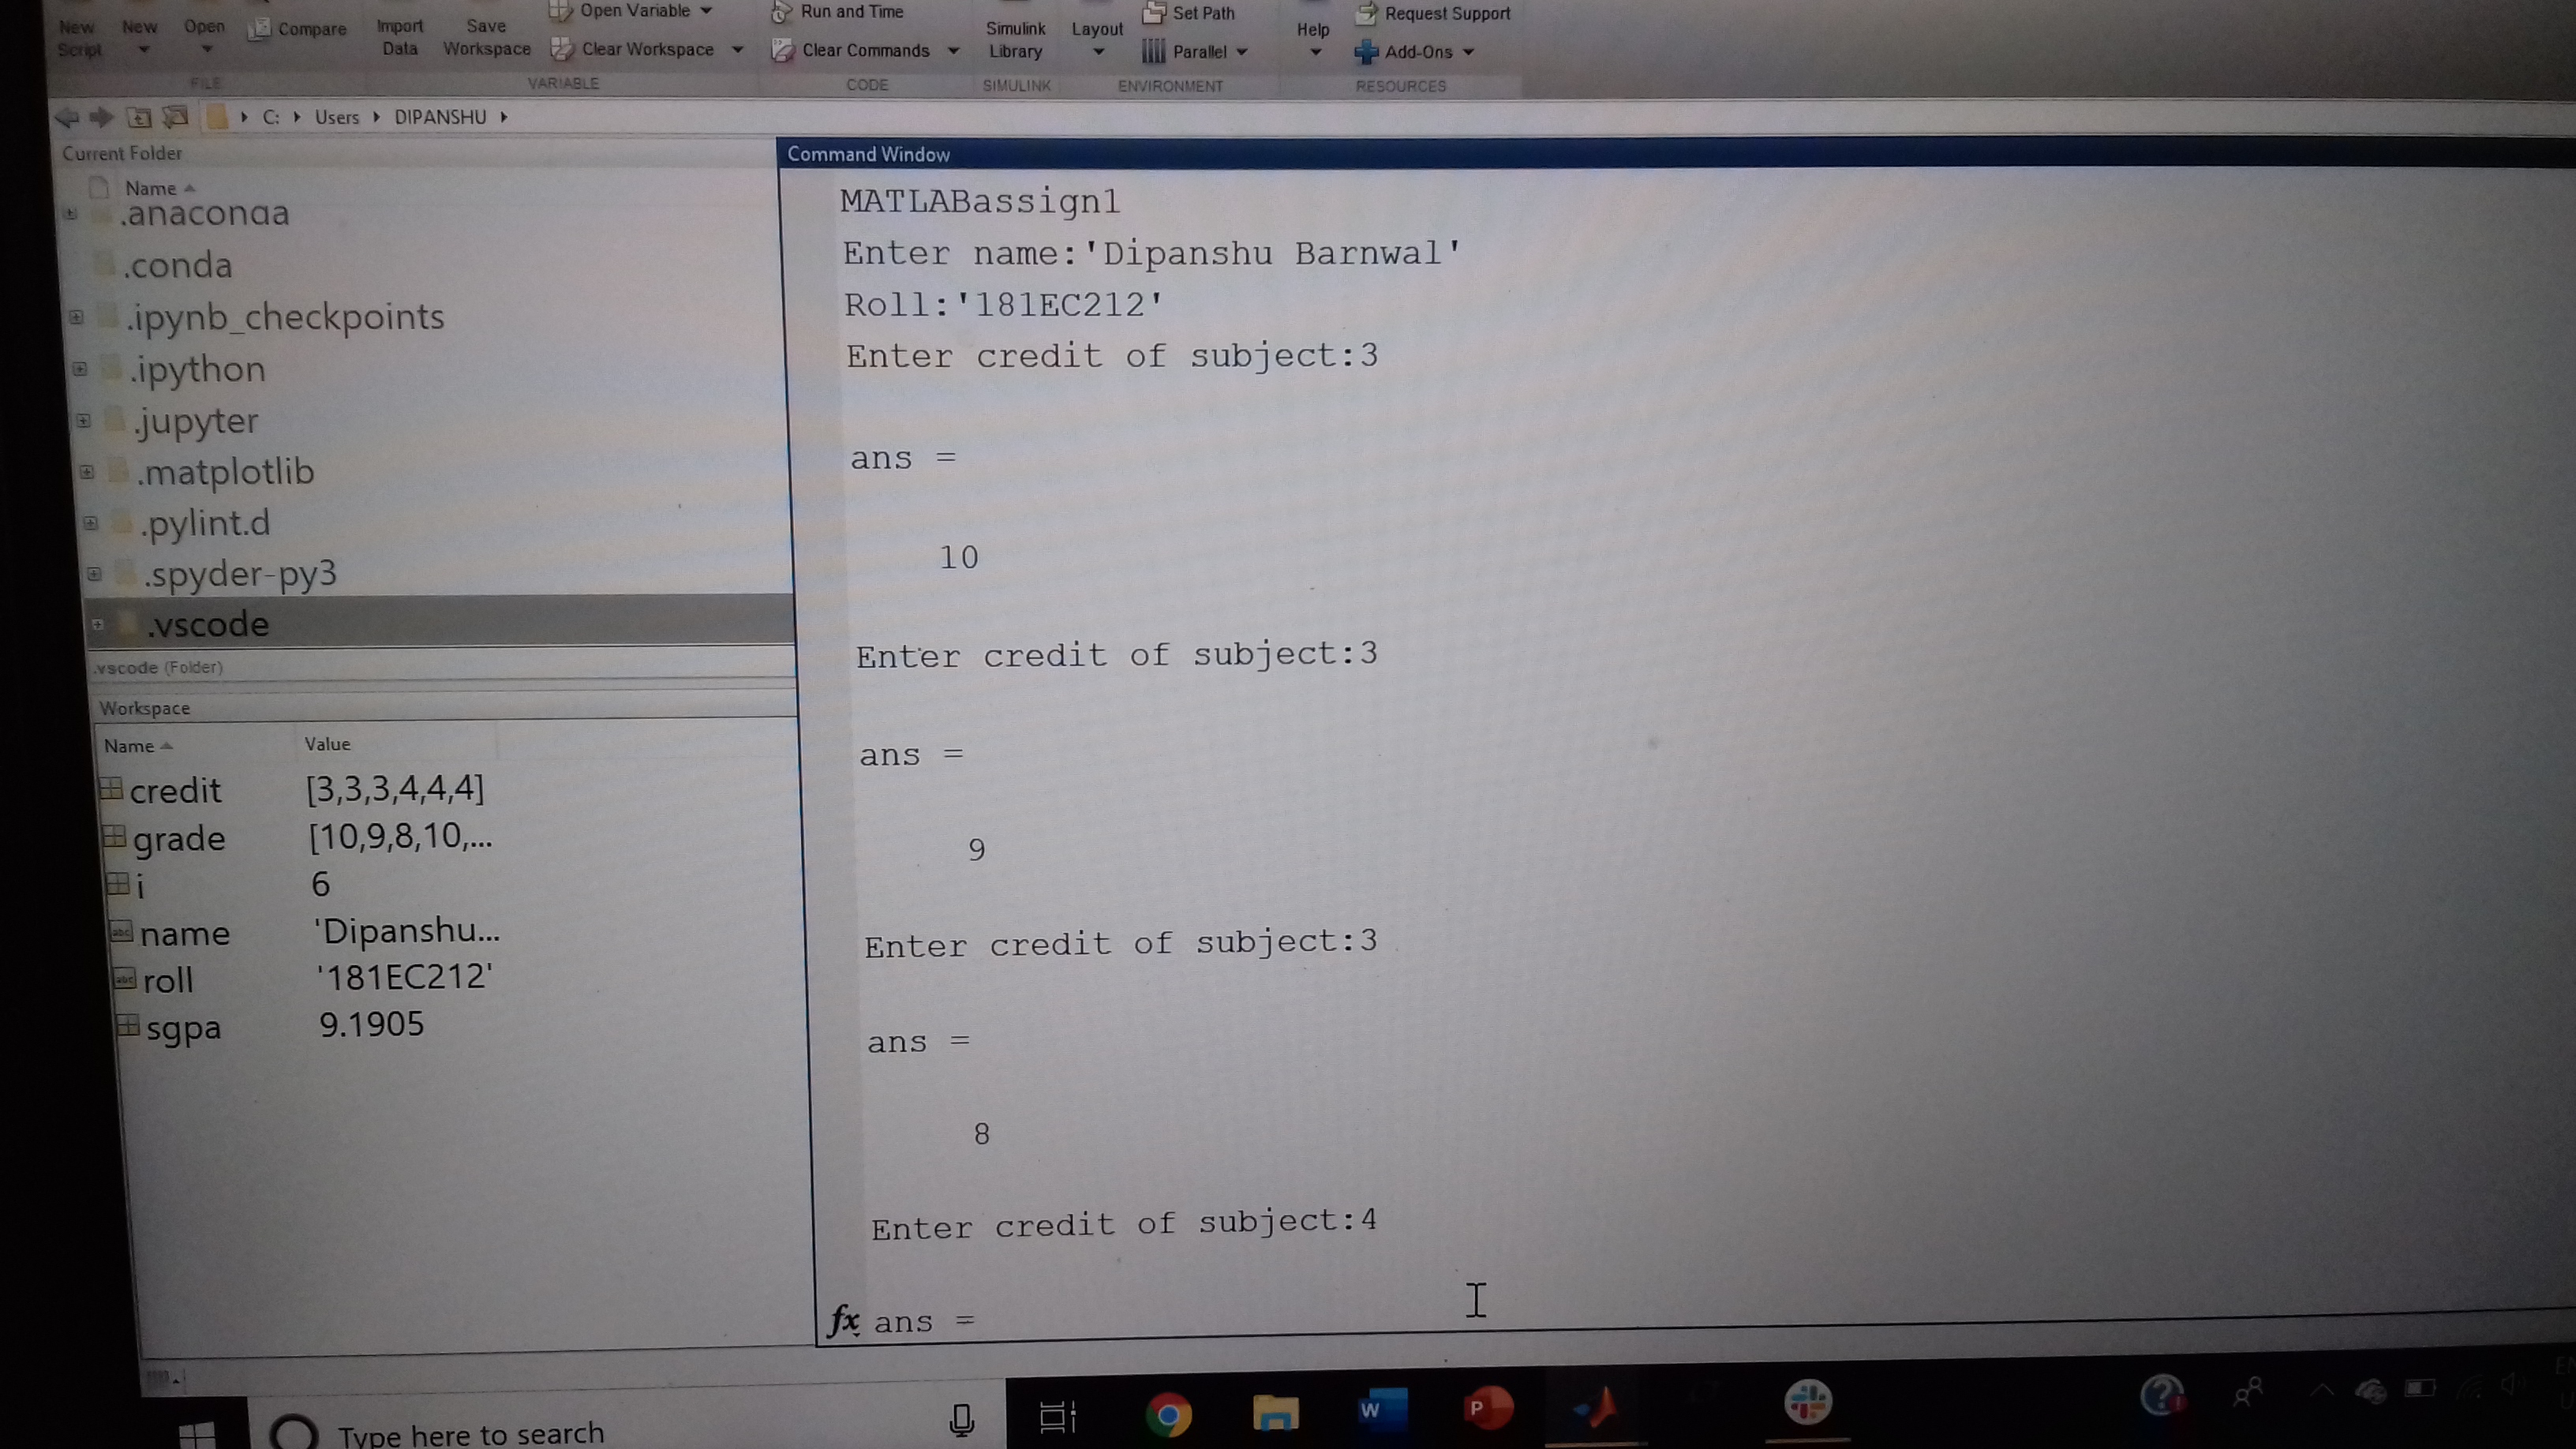 New Script
New
Open
Compare
Import Data
Save Workspace
Open Variable
Clear Workspace
Run and Time
Clear Commands
Simulink Library
Layout
Set Path
Parallel
Help
Request Support
Add-Ons
FILE
VARIABLE
CODE
SIMULINK
ENVIRONMENT
RESOURCES
C: Users DIPANSHU
Current Folder
Name
.anaconda
.conda
.ipynb_checkpoints
.ipython
.jupyter
.matplotlib
.pylint.d
.spyder-py3
.vscode
.vscode (Folder)
Workspace
Name Value
credit [3,3,3,4,4,4]
grade [10,9,8,10,...
i 6
name 'Dipanshu...
roll '181EC212'
sgpa 9.1905
Command Window
MATLABassign1
Enter name:'Dipanshu Barnwal'
Roll:'181EC212'
Enter credit of subject:3
ans =
10
Enter credit of subject:3
ans =
9
Enter credit of subject:3
ans =
8
Enter credit of subject:4
fx ans =
Type here to search
W
P